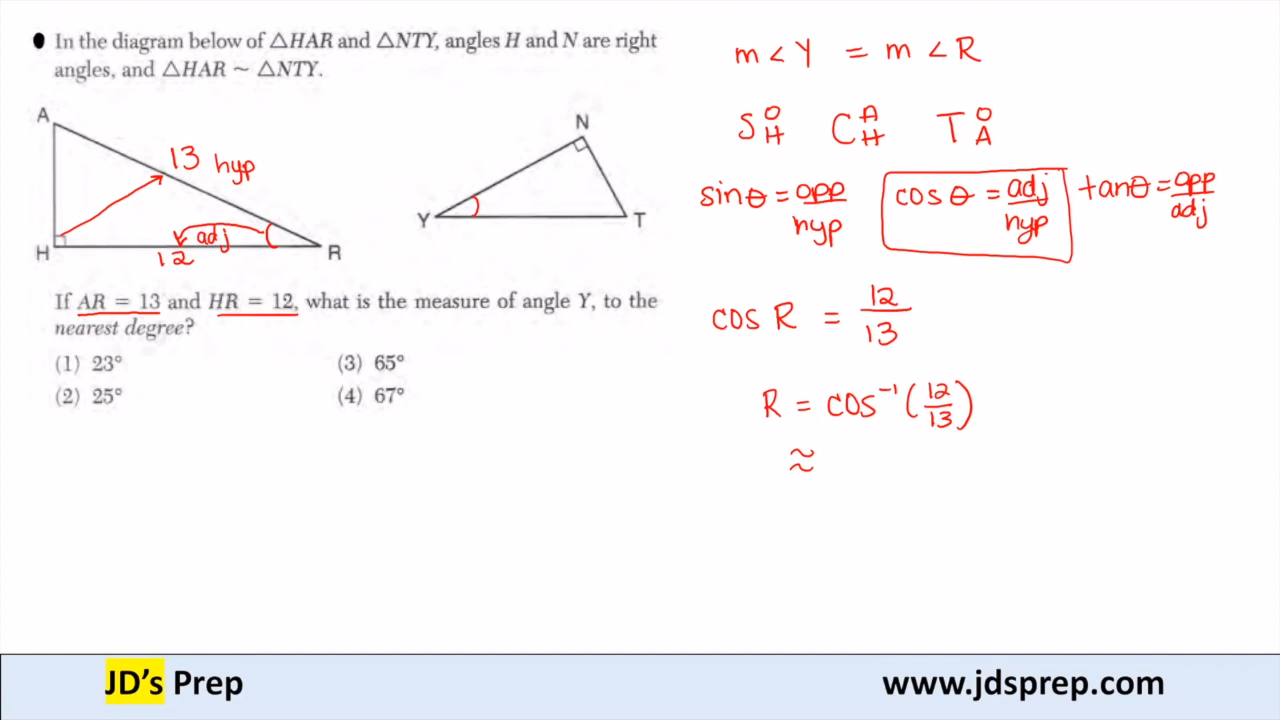 ● In the diagram below of △HAR and △NTY, angles H and N are right
angles, and △HAR ~ △NTY.
A
13 hyp
H
adj
12
R
N
Y
T
If AR = 13 and HR = 12, what is the measure of angle Y, to the
nearest degree?
(1) 23°
(3) 65°
(2) 25°
(4) 67°
m<Y = m<R
S O/H C A/H T O/A
sinθ = opp/hyp
cosθ = adj/hyp
tanθ = opp/adj
cos R = 12/13
R = cos⁻¹(12/13)
≈
JD's Prep
www.jdsprep.com